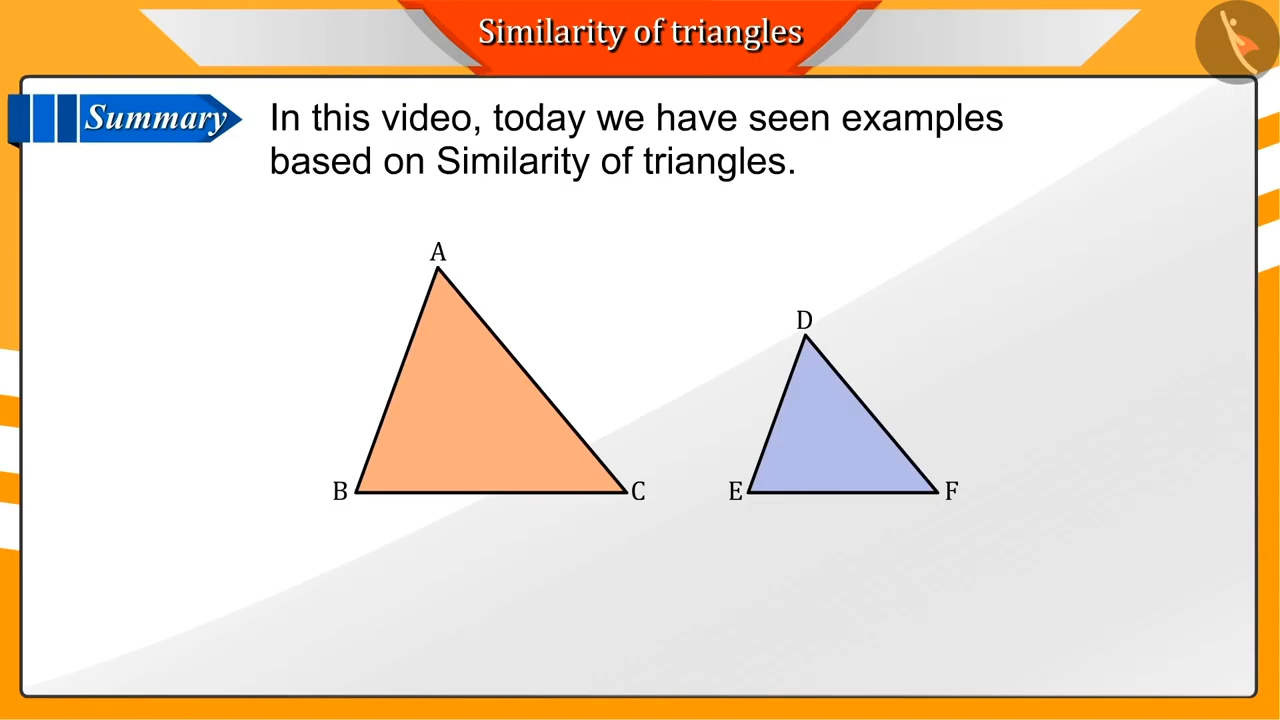 Similarity of triangles
Summary
In this video, today we have seen examples
based on Similarity of triangles.
A
D
B
C
E
F